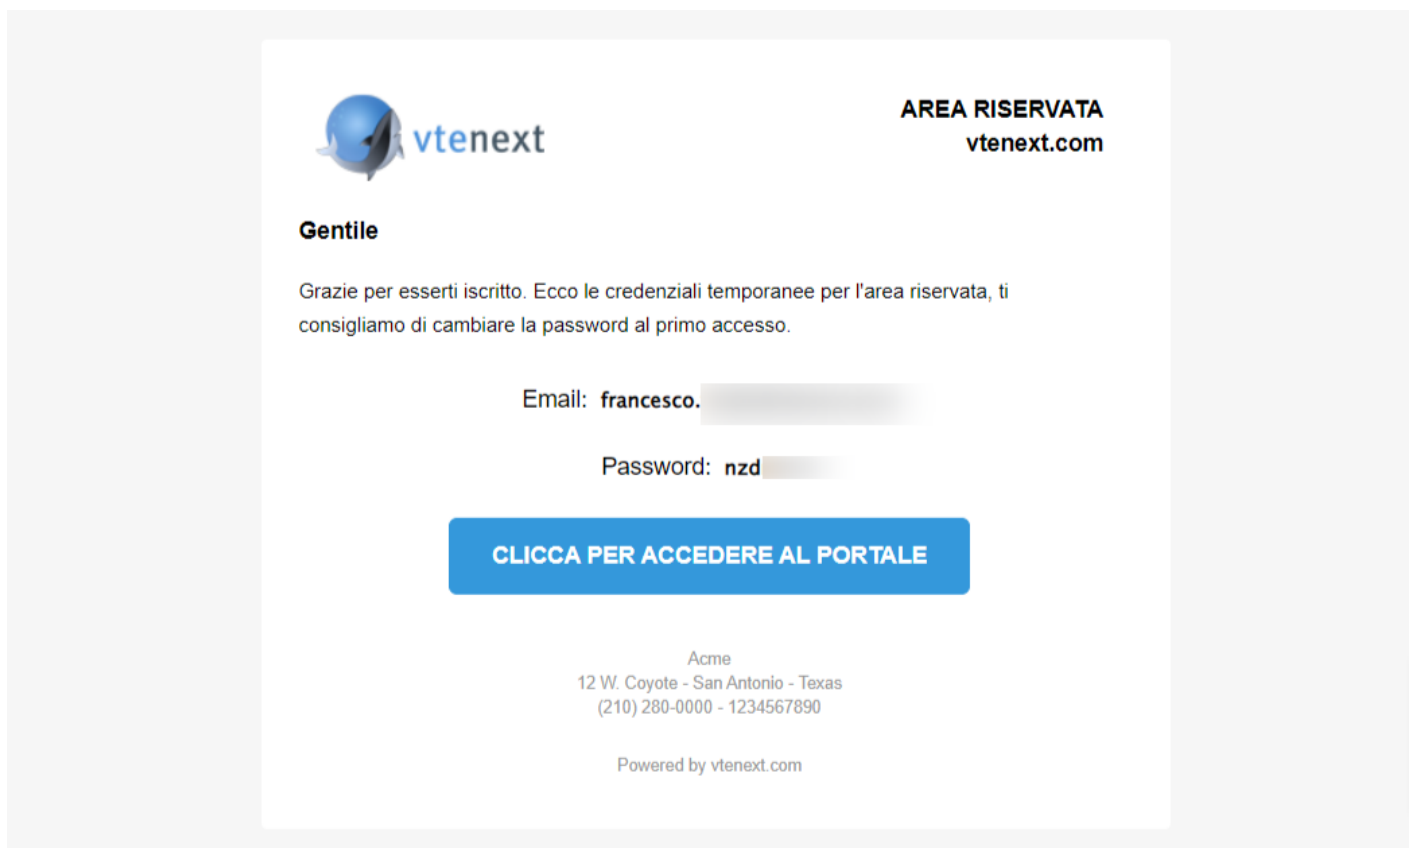 vtenext
AREA RISERVATA
vtenext.com
Gentile
Grazie per esserti iscritto. Ecco le credenziali temporanee per l'area riservata, ti
consigliamo di cambiare la password al primo accesso.
Email: francesco.
Password: nzd
CLICCA PER ACCEDERE AL PORTALE
Acme
12 W. Coyote - San Antonio - Texas
(210) 280-0000 - 1234567890
Powered by vtenext.com